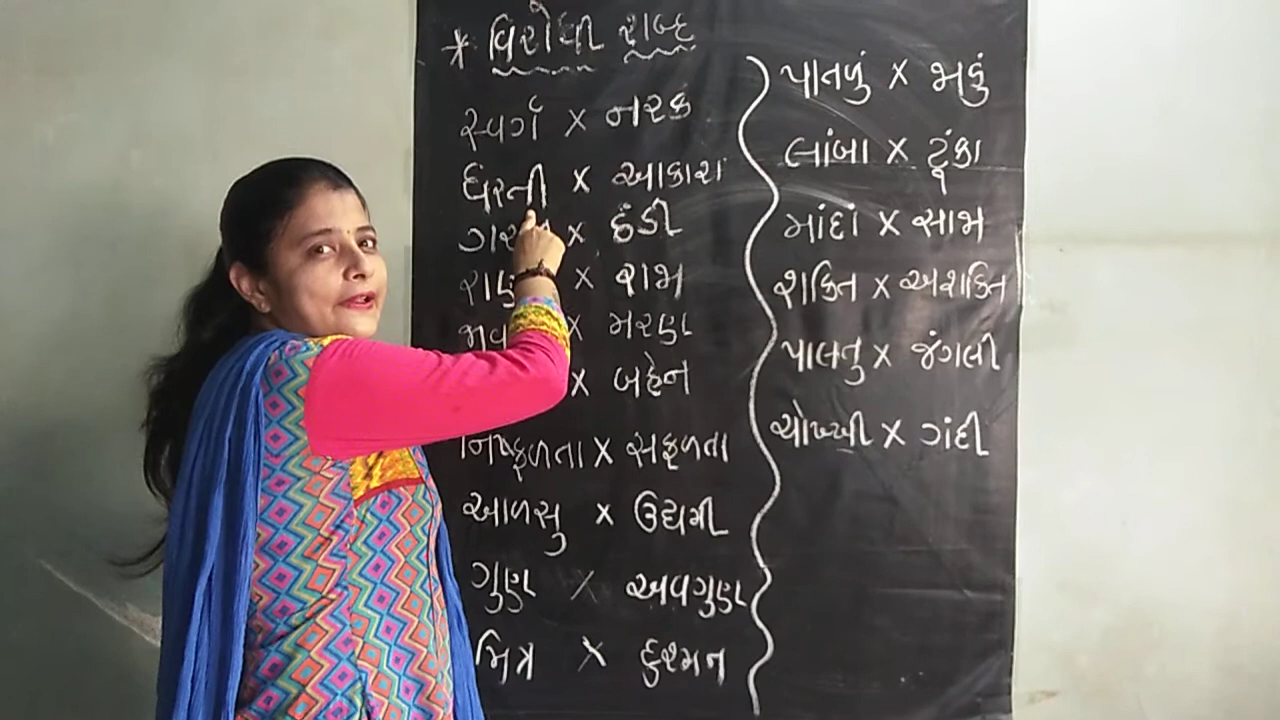 * વિરોધી શબ્દ
સ્વર્ગ × નરક
ધરતી × આકાશ
× ઠંડી
× રાજા
× મરણ
× બહેન
નિષ્ફળતા × સફળતા
આળસુ × ઉદ્યમી
ગુણ × અવગુણ
મિત્ર × દુશ્મન
પાતળું × જાડું
લાંબા × ટૂંકા
માંદાં × સાજા
શકિત × અશકિત
પાલતુ × જંગલી
ચોખ્ખી × ગંદી